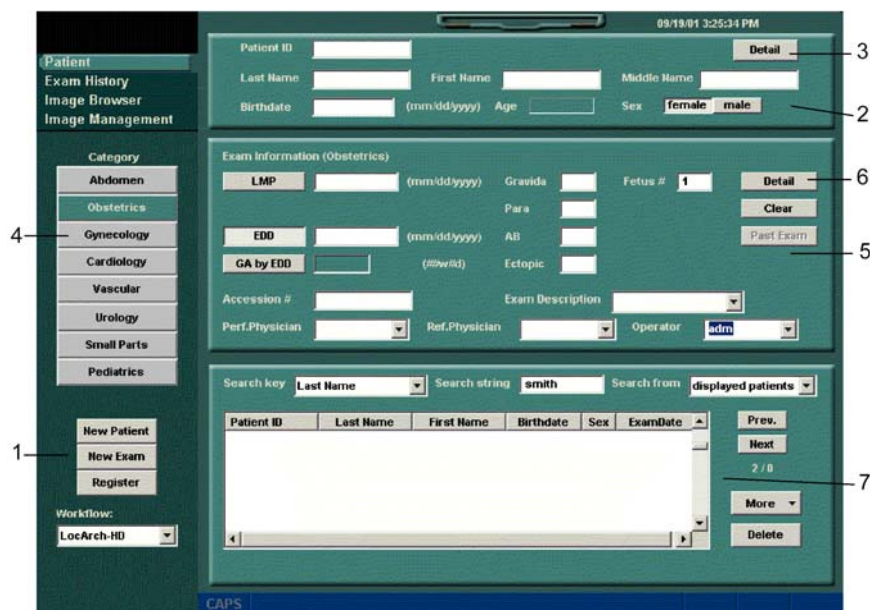 09/19/01 3:25:34 PM
Patient
Exam History
Image Browser
Image Management
Patient ID
Detail
3
Last Name First Name Middle Name
Birthdate (mm/dd/yyyy) Age Sex female male
2
Category
Abdomen
Obstetrics
Gynecology
Cardiology
Vascular
Urology
Small Parts
Pediatrics
4
Exam Information (Obstetrics)
LMP (mm/dd/yyyy) Gravida Fetus # 1 Detail
6
Para Clear
EDD (mm/dd/yyyy) AB Past Exam
5
GA by EDD (##w#d) Ectopic
Accession # Exam Description
Perf.Physician Ref.Physician Operator adm
1
New Patient
New Exam
Register
Workflow:
LocArch-HD
Search key Last Name Search string smith Search from displayed patients
Patient ID Last Name First Name Birthdate Sex ExamDate
Prev.
Next
2 / 0
7
More
Delete
CAPS